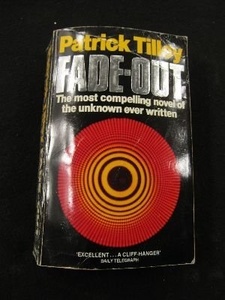 Patrick Tilley
FADE-OUT
The most compelling novel of
the unknown ever written
'EXCELLENT...A CLIFF-HANGER'
DAILY TELEGRAPH